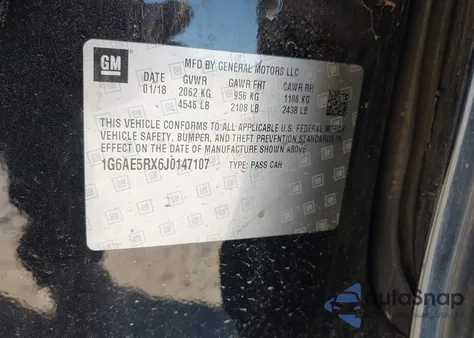 GM
MFD BY GENERAL MOTORS LLC
DATE GVWR GAWR FRT GAWR RR
01/18 2062 KG 956 KG 1106 KG
4546 LB 2108 LB 2438 LB
THIS VEHICLE CONFORMS TO ALL APPLICABLE U.S. FEDERAL MOTOR
VEHICLE SAFETY, BUMPER, AND THEFT PREVENTION STANDARDS IN
EFFECT ON THE DATE OF MANUFACTURE SHOWN ABOVE.
1G6AE5RX6J0147107 TYPE: PASS CAR
autoSnap